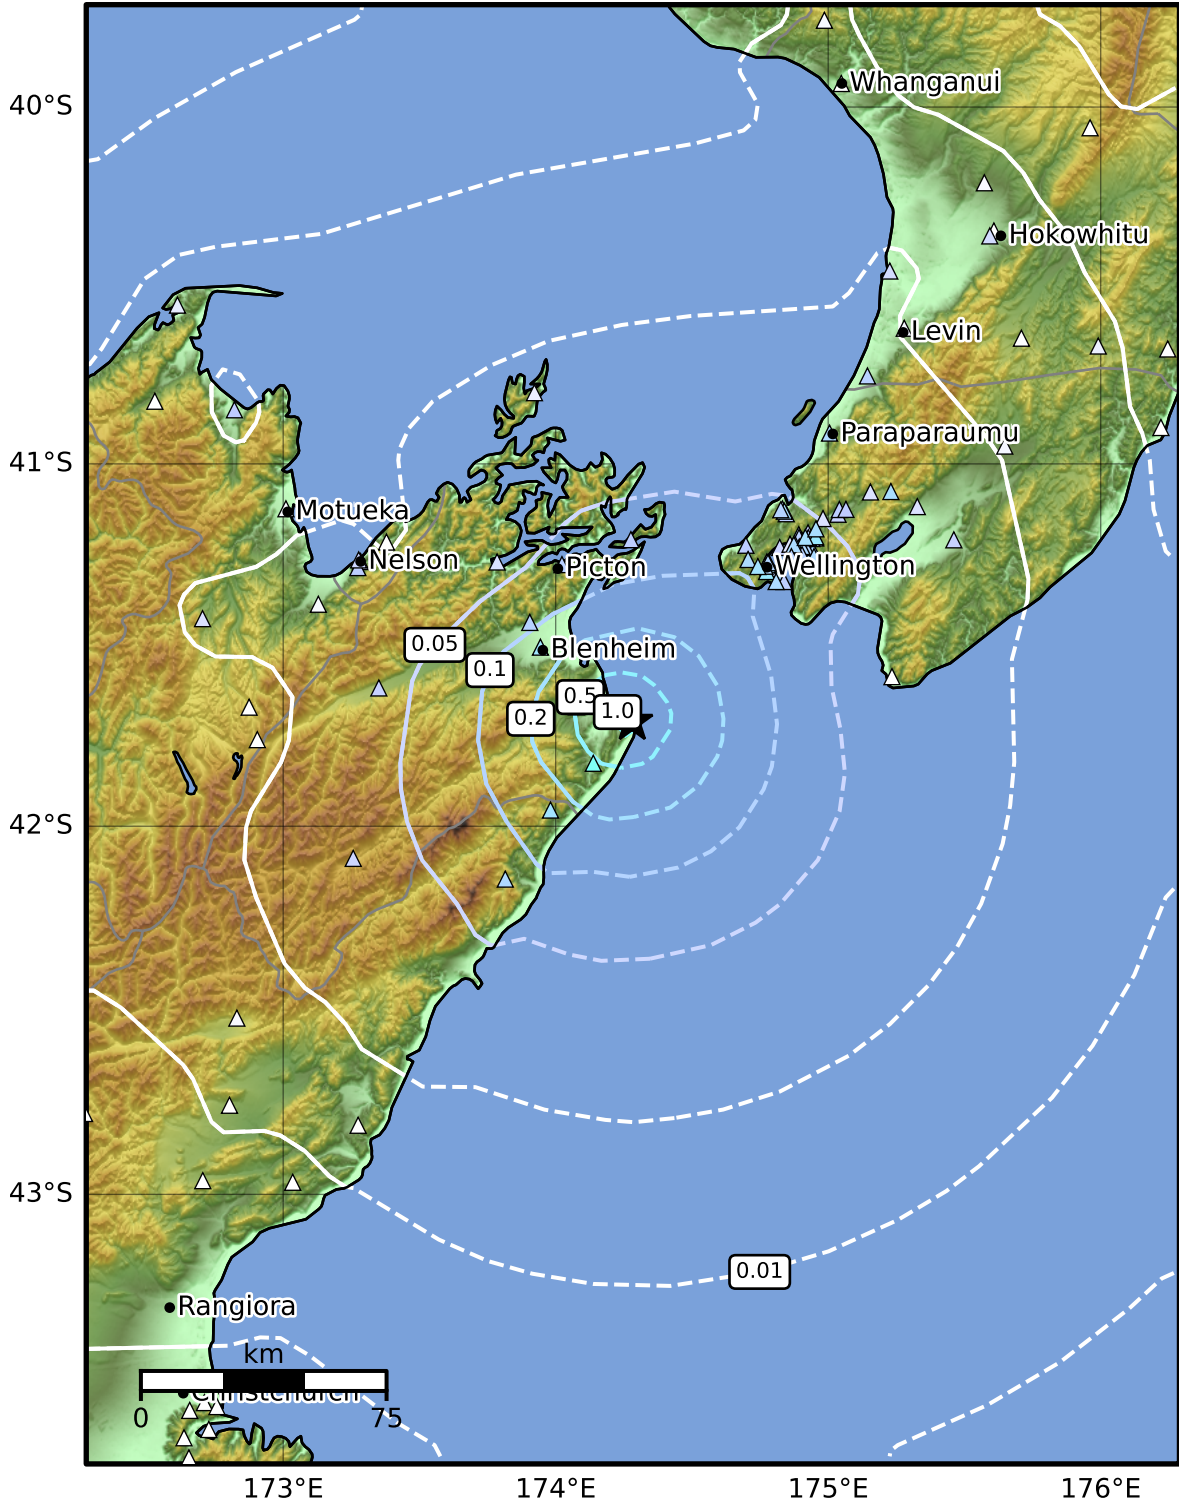 Whanganui
40°S
Hokowhitu
Levin
Paraparaumu
41°S
Motueka
Nelson
Picton
Wellington
0.05
Blenheim
0.1
0.5
1.0
0.2
42°S
43°S
0.01
Rangiora
km
Christchurch
0
75
173°E
174°E
175°E
176°E